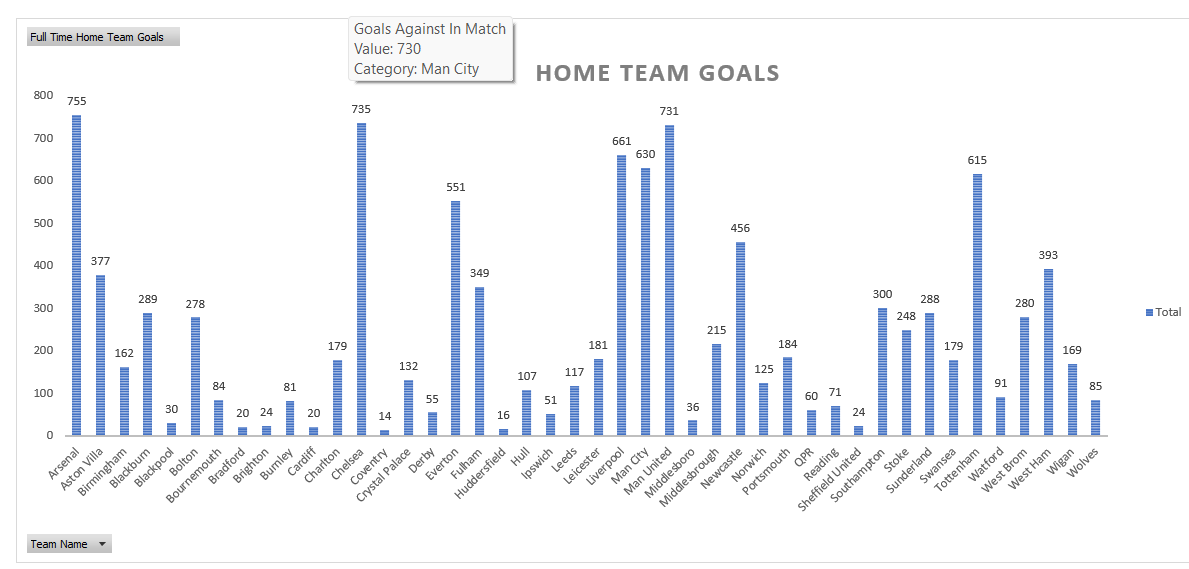 Full Time Home Team Goals
Goals Against In Match
Value: 730
Category: Man City
HOME TEAM GOALS
800
700
600
500
400
300
200
100
0
755
377
162
289
30
278
84
20
24
81
20
179
735
14
132
55
551
349
16
107
51
117
181
661
630
731
36
215
456
125
184
60
71
24
300
248
288
179
615
91
280
393
169
85
Total
Arsenal
Aston Villa
Birmingham
Blackburn
Blackpool
Bolton
Bournemouth
Bradford
Brighton
Burnley
Cardiff
Charlton
Chelsea
Coventry
Crystal Palace
Derby
Everton
Fulham
Huddersfield
Hull
Ipswich
Leeds
Leicester
Liverpool
Man City
Man United
Middlesboro
Middlesbrough
Newcastle
Norwich
Portsmouth
QPR
Reading
Sheffield United
Southampton
Stoke
Sunderland
Swansea
Tottenham
Watford
West Brom
West Ham
Wigan
Wolves
Team Name